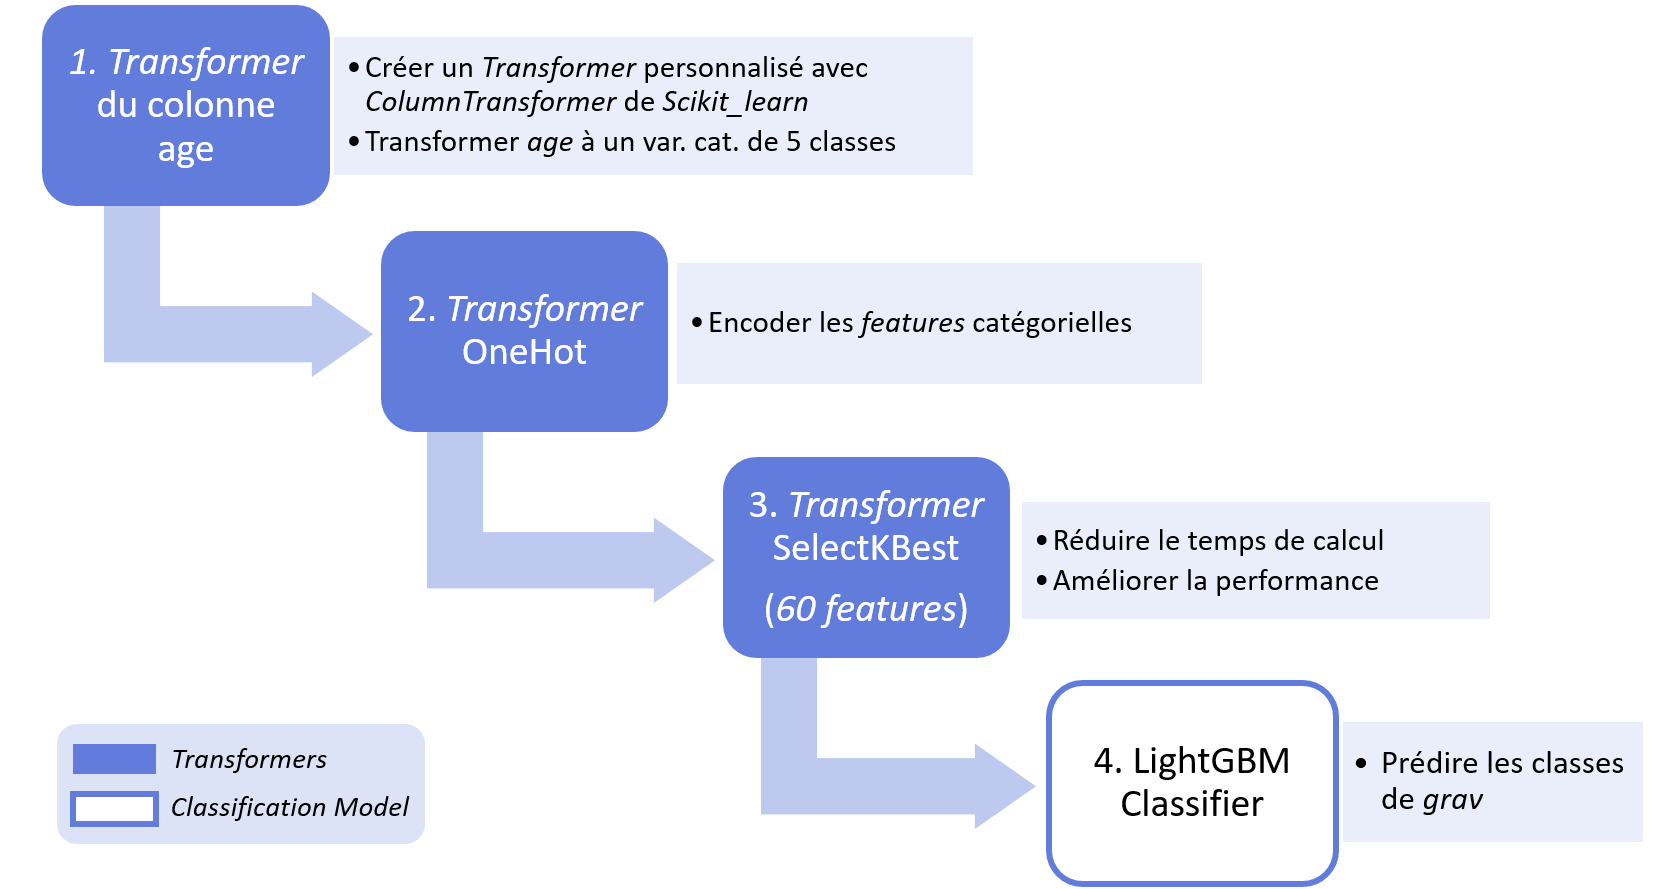 1. Transformer
du colonne
age
• Créer un Transformer personnalisé avec
ColumnTransformer de Scikit_learn
• Transformer age à un var. cat. de 5 classes
2. Transformer
OneHot
• Encoder les features catégorielles
3. Transformer
SelectKBest
(60 features)
• Réduire le temps de calcul
• Améliorer la performance
4. LightGBM
Classifier
• Prédire les classes
de grav
Transformers
Classification Model